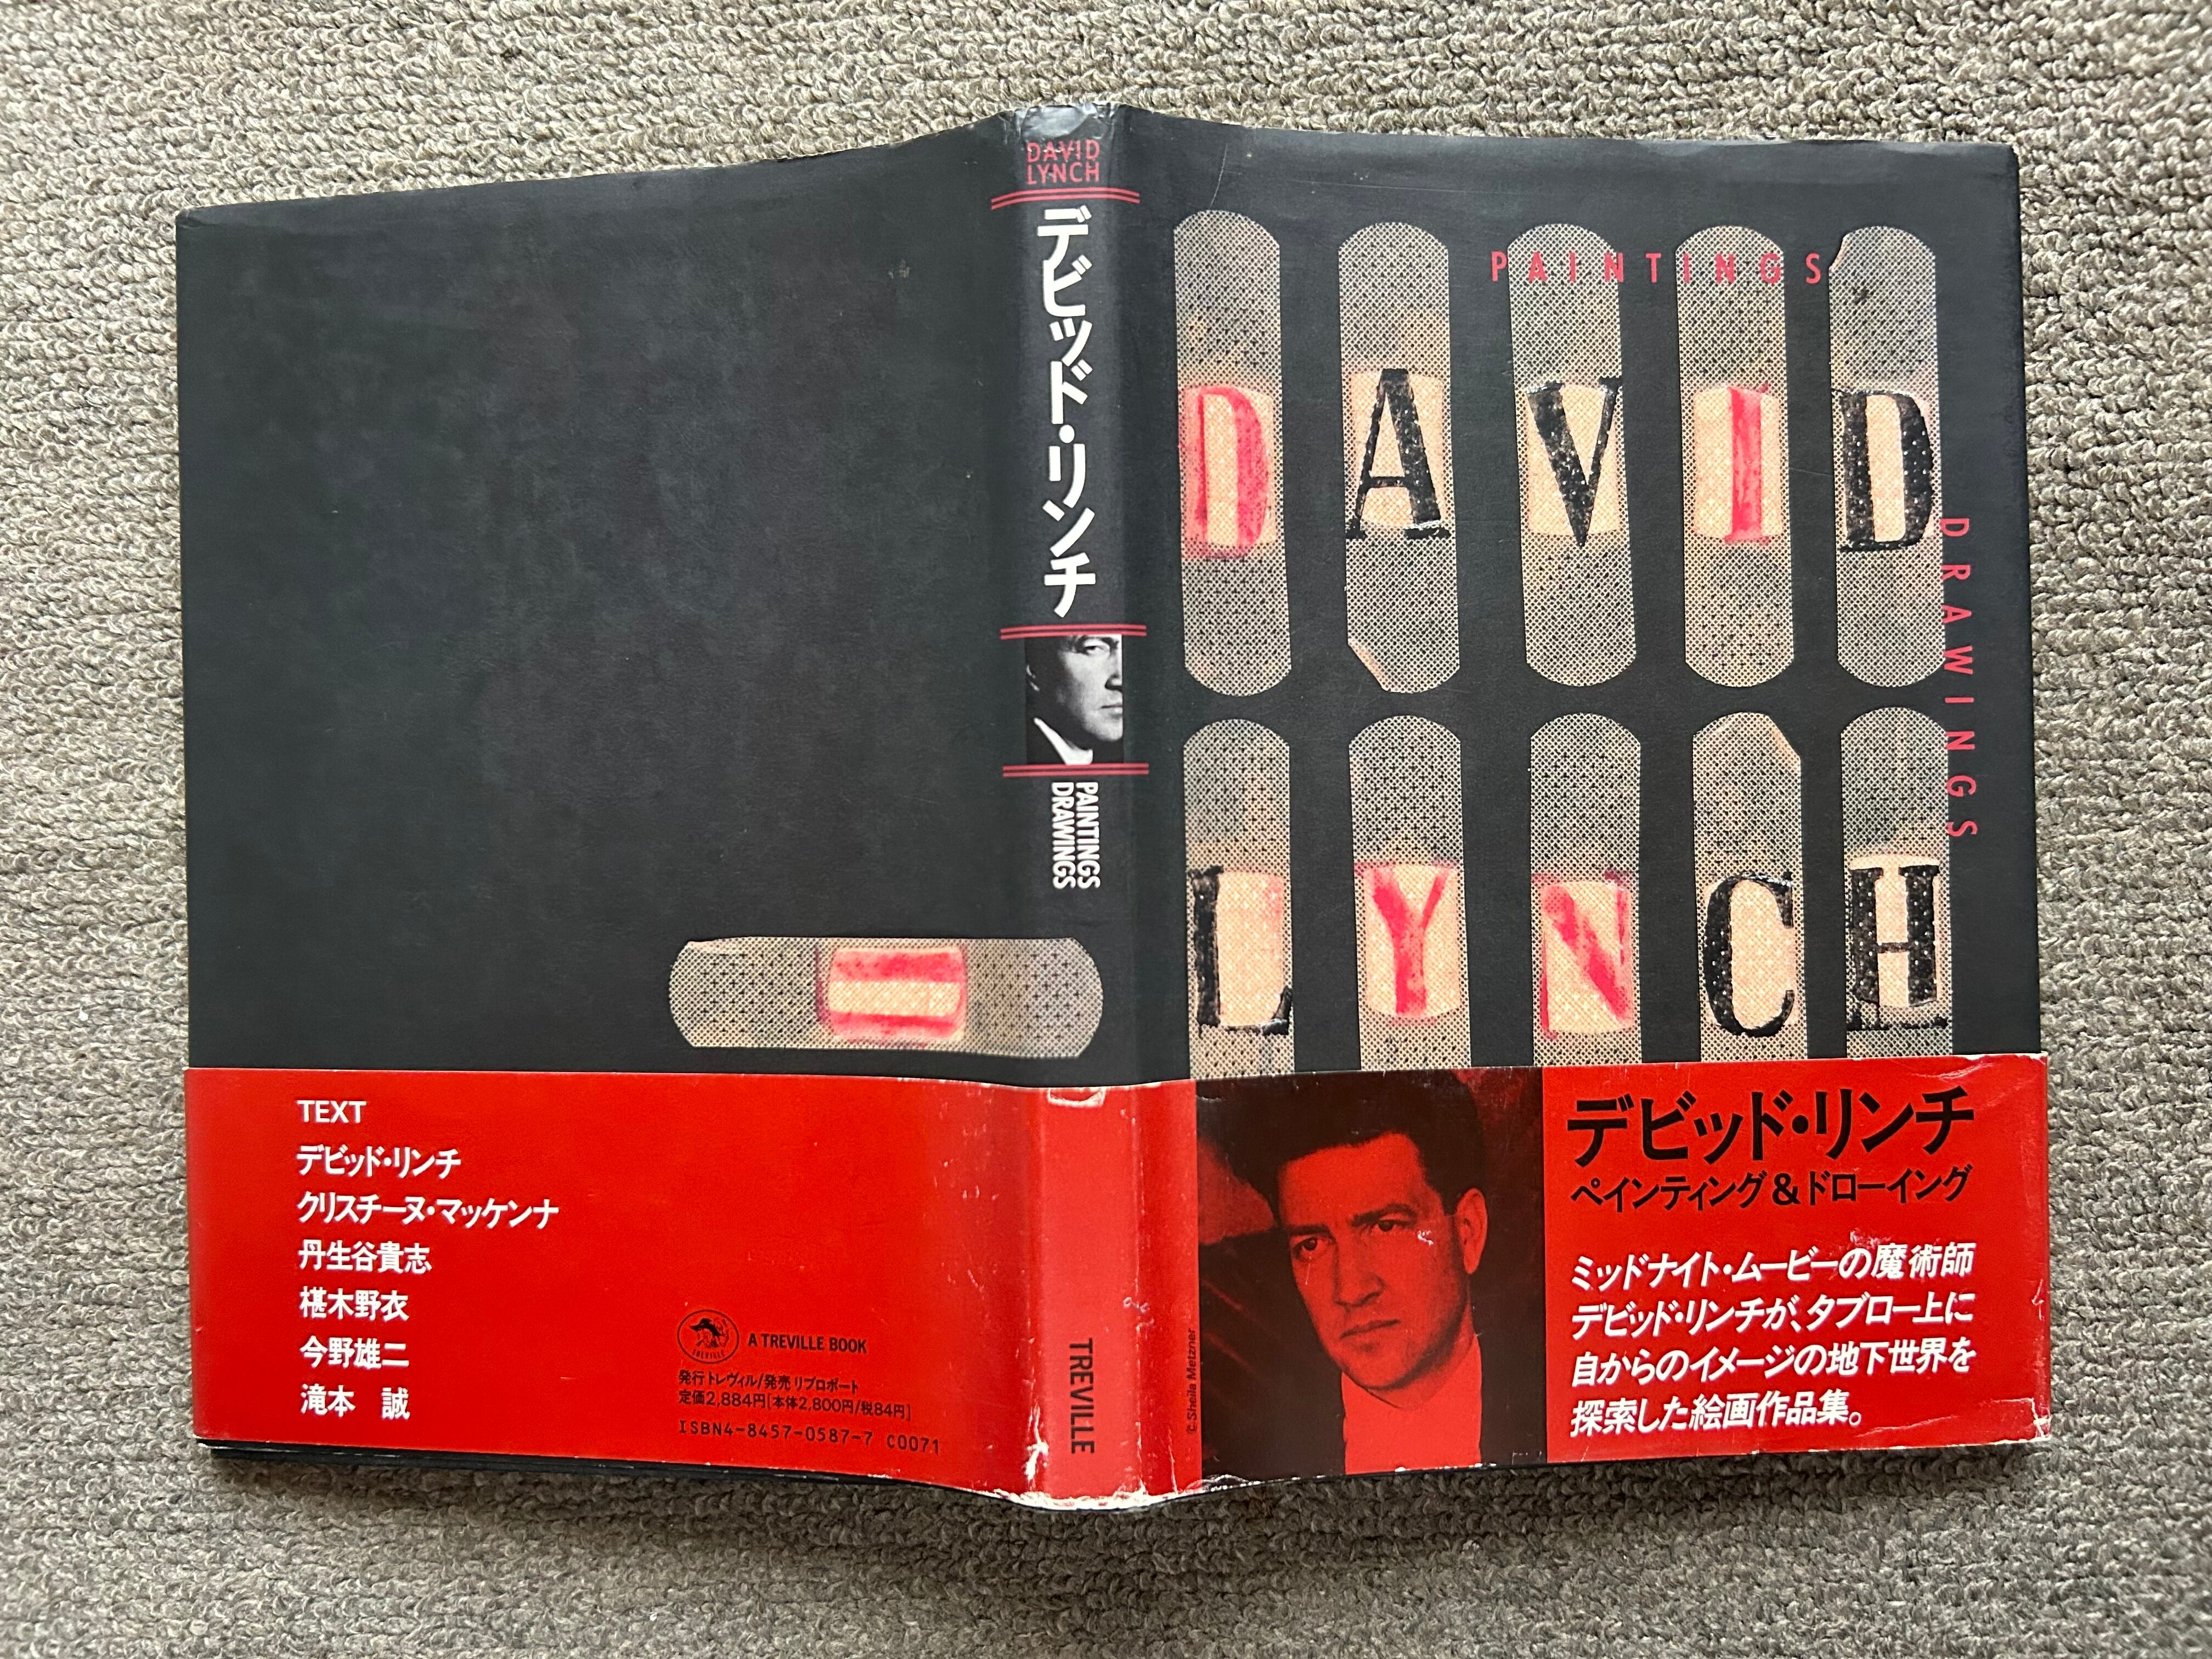 PAINTINGS
DAVID
DRAWINGS
LYNCH
デビッド・リンチ
ペインティング&ドローイング
ミッドナイト・ムービーの魔術師
デビッド・リンチが、タブロー上に
自からのイメージの地下世界を
探索した絵画作品集。
© Sheila Metzner
DAVID
LYNCH
デビッド・リンチ
PAINTINGS
DRAWINGS
TREVILLE
TEXT
デビッド・リンチ
クリスチーヌ・マッケンナ
丹生谷貴志
椹木野衣
今野雄二
滝本 誠
TREVILLE
A TREVILLE BOOK
発行 トレヴィル/発売 リブロポート
定価2,884円[本体2,800円/税84円]
ISBN4-8457-0587-7 C0071